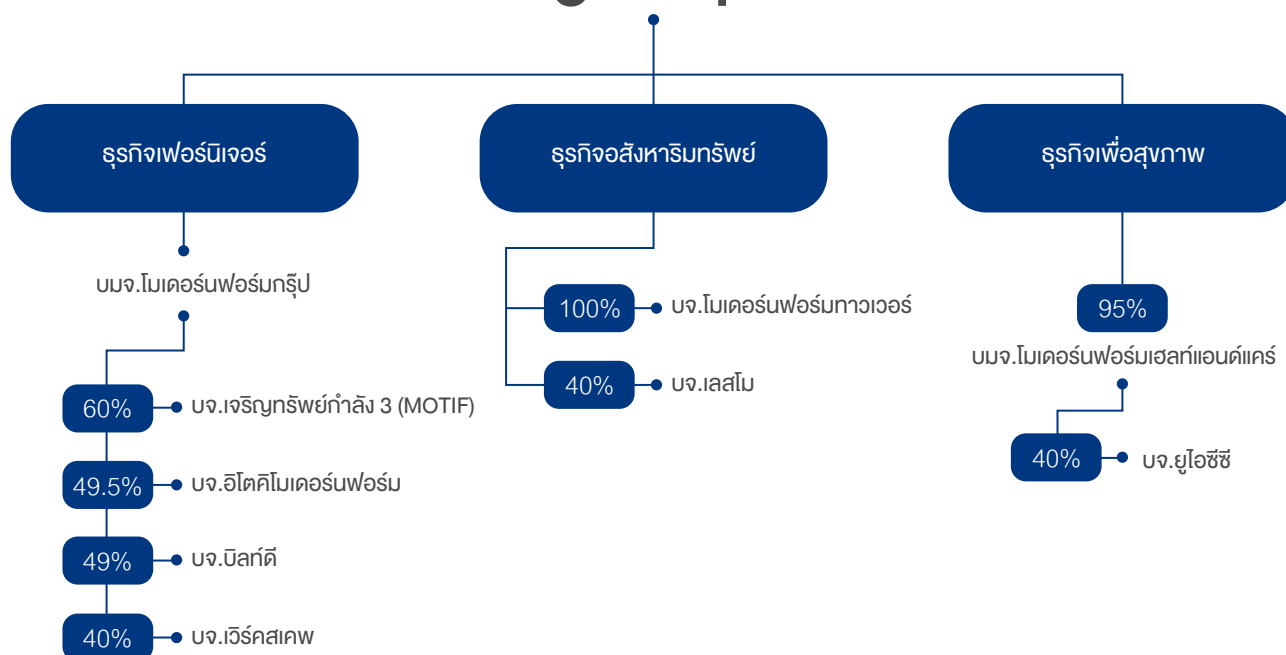 ธุรกิจเฟอร์นิเจอร์
ธุรกิจอสังหาริมทรัพย์
ธุรกิจเพื่อสุขภาพ
บมจ.โมเดอร์นฟอร์มกรุ๊ป
60%
บจ.เจริญทรัพย์กำลัง 3 (MOTIF)
49.5%
บจ.อิโตคิโมเดอร์นฟอร์ม
49%
บจ.บิลท์ดี
40%
บจ.เวิร์คสเคพ
100%
บจ.โมเดอร์นฟอร์มทาวเวอร์
40%
บจ.เลสโม
95%
บมจ.โมเดอร์นฟอร์มเฮลท์แอนด์แคร์
40%
บจ.ยูไอซีซี